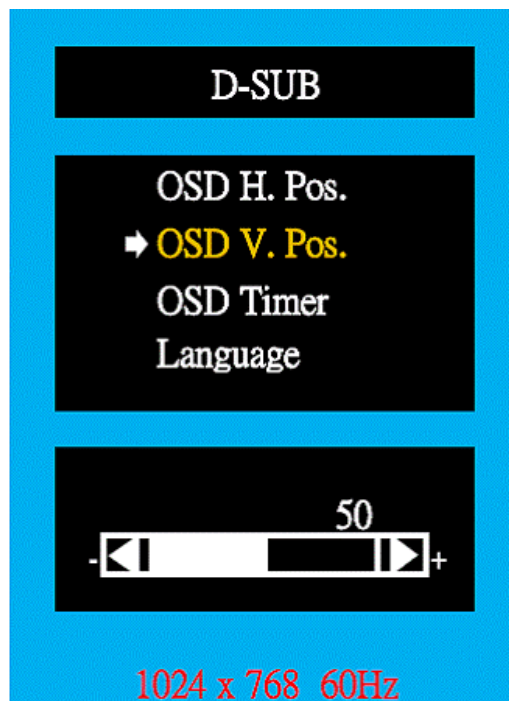 D-SUB
OSD H. Pos.
OSD V. Pos.
OSD Timer
Language
50
- +
1024 x 768 60Hz